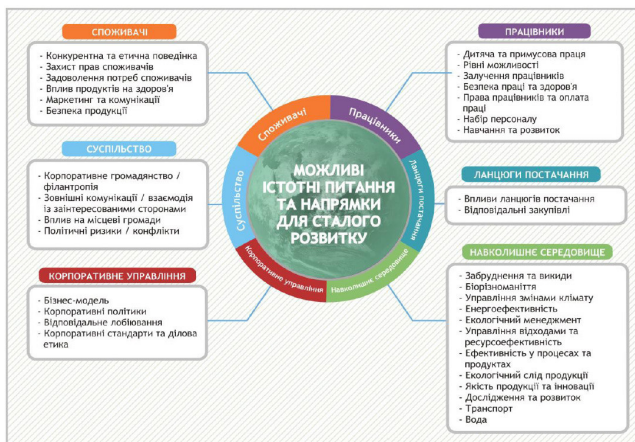 СПОЖИВАЧІ
- Конкурентна та етична поведінка
- Захист прав споживачів
- Задоволення потреб споживачів
- Вплив продуктів на здоров'я
- Маркетинг та комунікації
- Безпека продукції
СУСПІЛЬСТВО
- Корпоративне громадянство /
філантропія
- Зовнішні комунікації / взаємодія
із заінтересованими сторонами
- Вплив на місцеві громади
- Політичні ризики / конфлікти
КОРПОРАТИВНЕ УПРАВЛІННЯ
- Бізнес-модель
- Корпоративні політики
- Відповідальне лобіювання
- Корпоративні стандарти та ділова
етика
Споживачі
Працівники
Ланцюги постачання
Навколишнє середовище
Корпоративне управління
Суспільство
МОЖЛИВІ
ІСТОТНІ ПИТАННЯ
ТА НАПРЯМКИ
ДЛЯ СТАЛОГО
РОЗВИТКУ
ПРАЦІВНИКИ
- Дитяча та примусова праця
- Рівні можливості
- Залучення працівників
- Безпека праці та здоров'я
- Права працівників та оплата
праці
- Набір персоналу
- Навчання та розвиток
ЛАНЦЮГИ ПОСТАЧАННЯ
- Впливи ланцюгів постачання
- Відповідальні закупівлі
НАВКОЛИШНЄ СЕРЕДОВИЩЕ
- Забруднення та викиди
- Біорізноманіття
- Управління змінами клімату
- Енергоефективність
- Екологічний менеджмент
- Управління відходами та
ресурсоефективність
- Ефективність у процесах та
продуктах
- Екологічний слід продукції
- Якість продукції та інновації
- Дослідження та розвиток
- Транспорт
- Вода